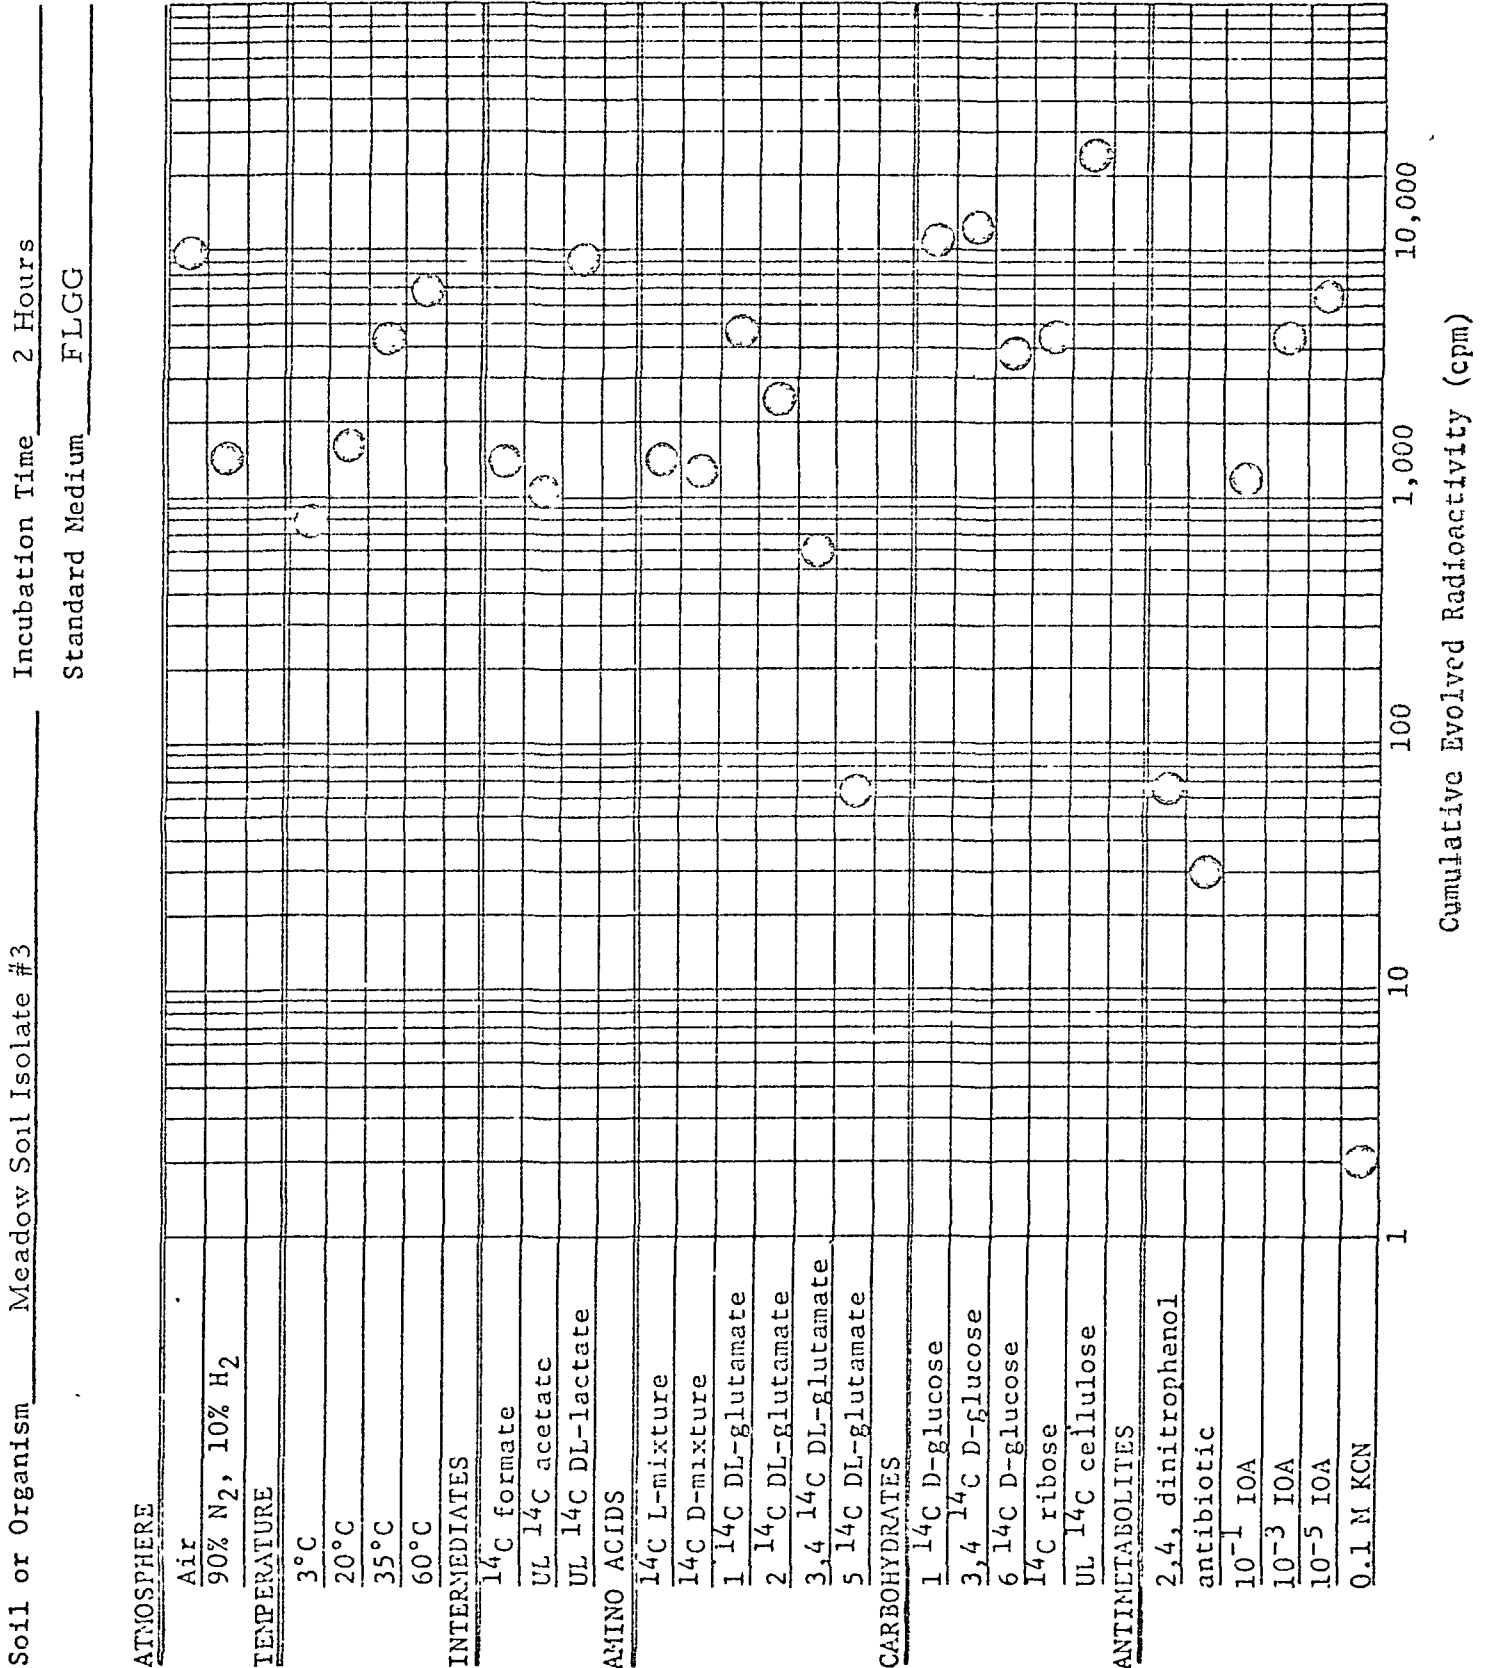 Soil or Organism Meadow Soil Isolate #3 Incubation Time 2 Hours
Standard Medium FLGG
ATMOSPHERE
Air
90% N2, 10% H2
TEMPERATURE
3°C
20°C
35°C
60°C
INTERMEDIATES
14C formate
UL 14C acetate
UL 14C DL-lactate
AMINO ACIDS
14C L-mixture
14C D-mixture
1 14C DL-glutamate
2 14C DL-glutamate
3,4 14C DL-glutamate
5 14C DL-glutamate
CARBOHYDRATES
1 14C D-glucose
3,4 14C D-glucose
6 14C D-glucose
14C ribose
UL 14C cellulose
ANTIMETABOLITES
2,4, dinitrophenol
antibiotic
10-1 IOA
10-3 IOA
10-5 IOA
0.1 M KCN
1 10 100 1,000 10,000
Cumulative Evolved Radioactivity (cpm)